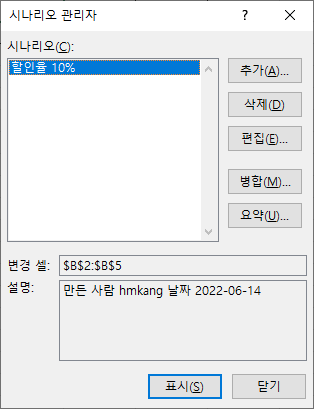 시나리오 관리자
시나리오(C):
할인율 10%
추가(A)...
삭제(D)
편집(E)...
병합(M)...
요약(U)...
변경 셀: $B$2:$B$5
설명: 만든 사람 hmkang 날짜 2022-06-14
표시(S) 닫기